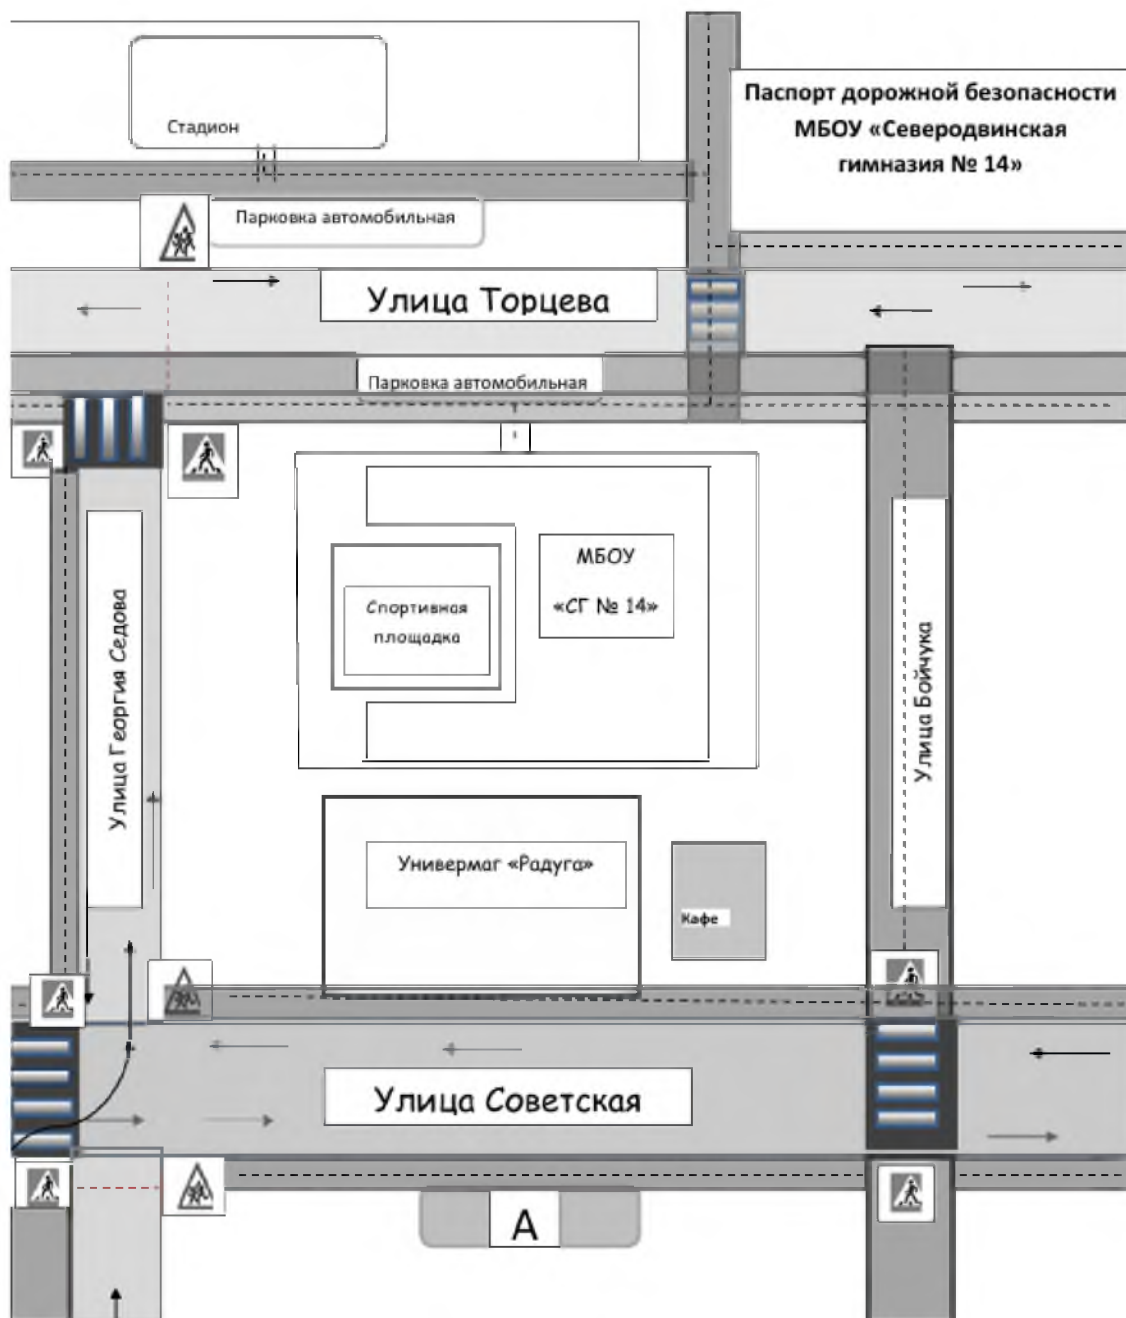 Паспорт дорожной безопасности
МБОУ «Северодвинская
гимназия № 14»
Стадион
Парковка автомобильная
Улица Торцева
Парковка автомобильная
МБОУ
«СГ № 14»
Спортивная
площадка
Улица Георгия Седова
Улица Бойчука
Универмаг «Радуга»
Кафе
Улица Советская
А